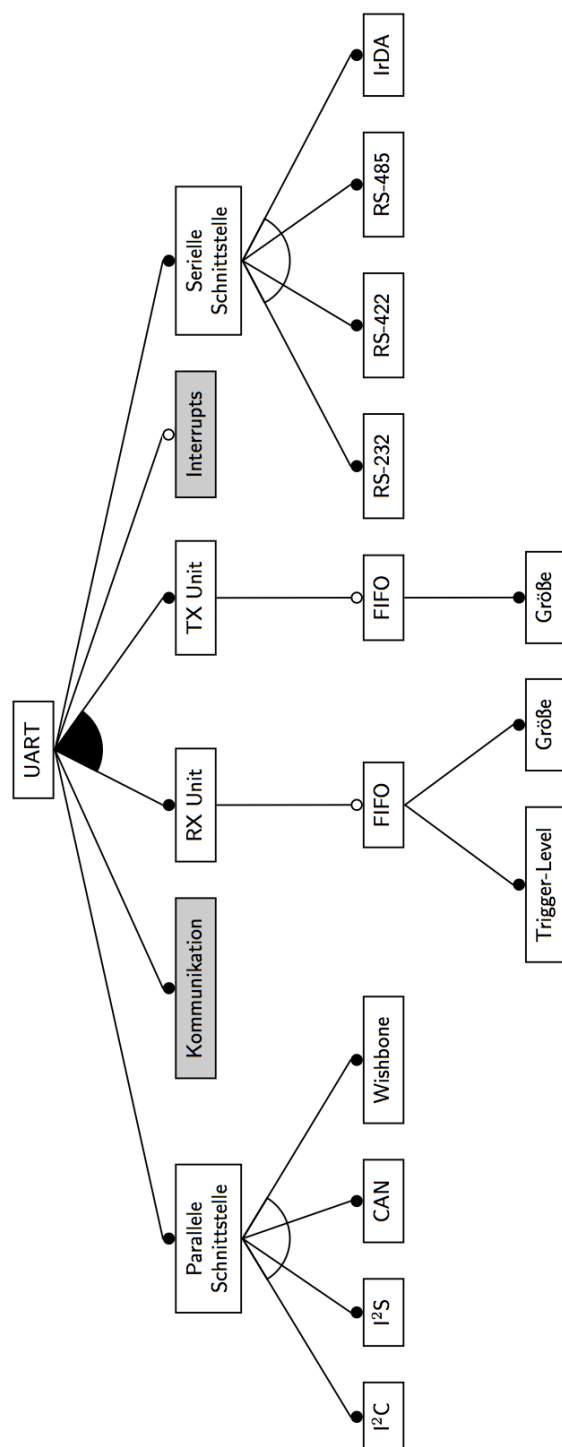 UART
Parallele
Schnittstelle
Kommunikation
RX Unit
TX Unit
Interrupts
Serielle
Schnittstelle
I²C
I²S
CAN
Wishbone
FIFO
FIFO
RS-232
RS-422
RS-485
IrDA
Trigger-Level
Größe
Größe